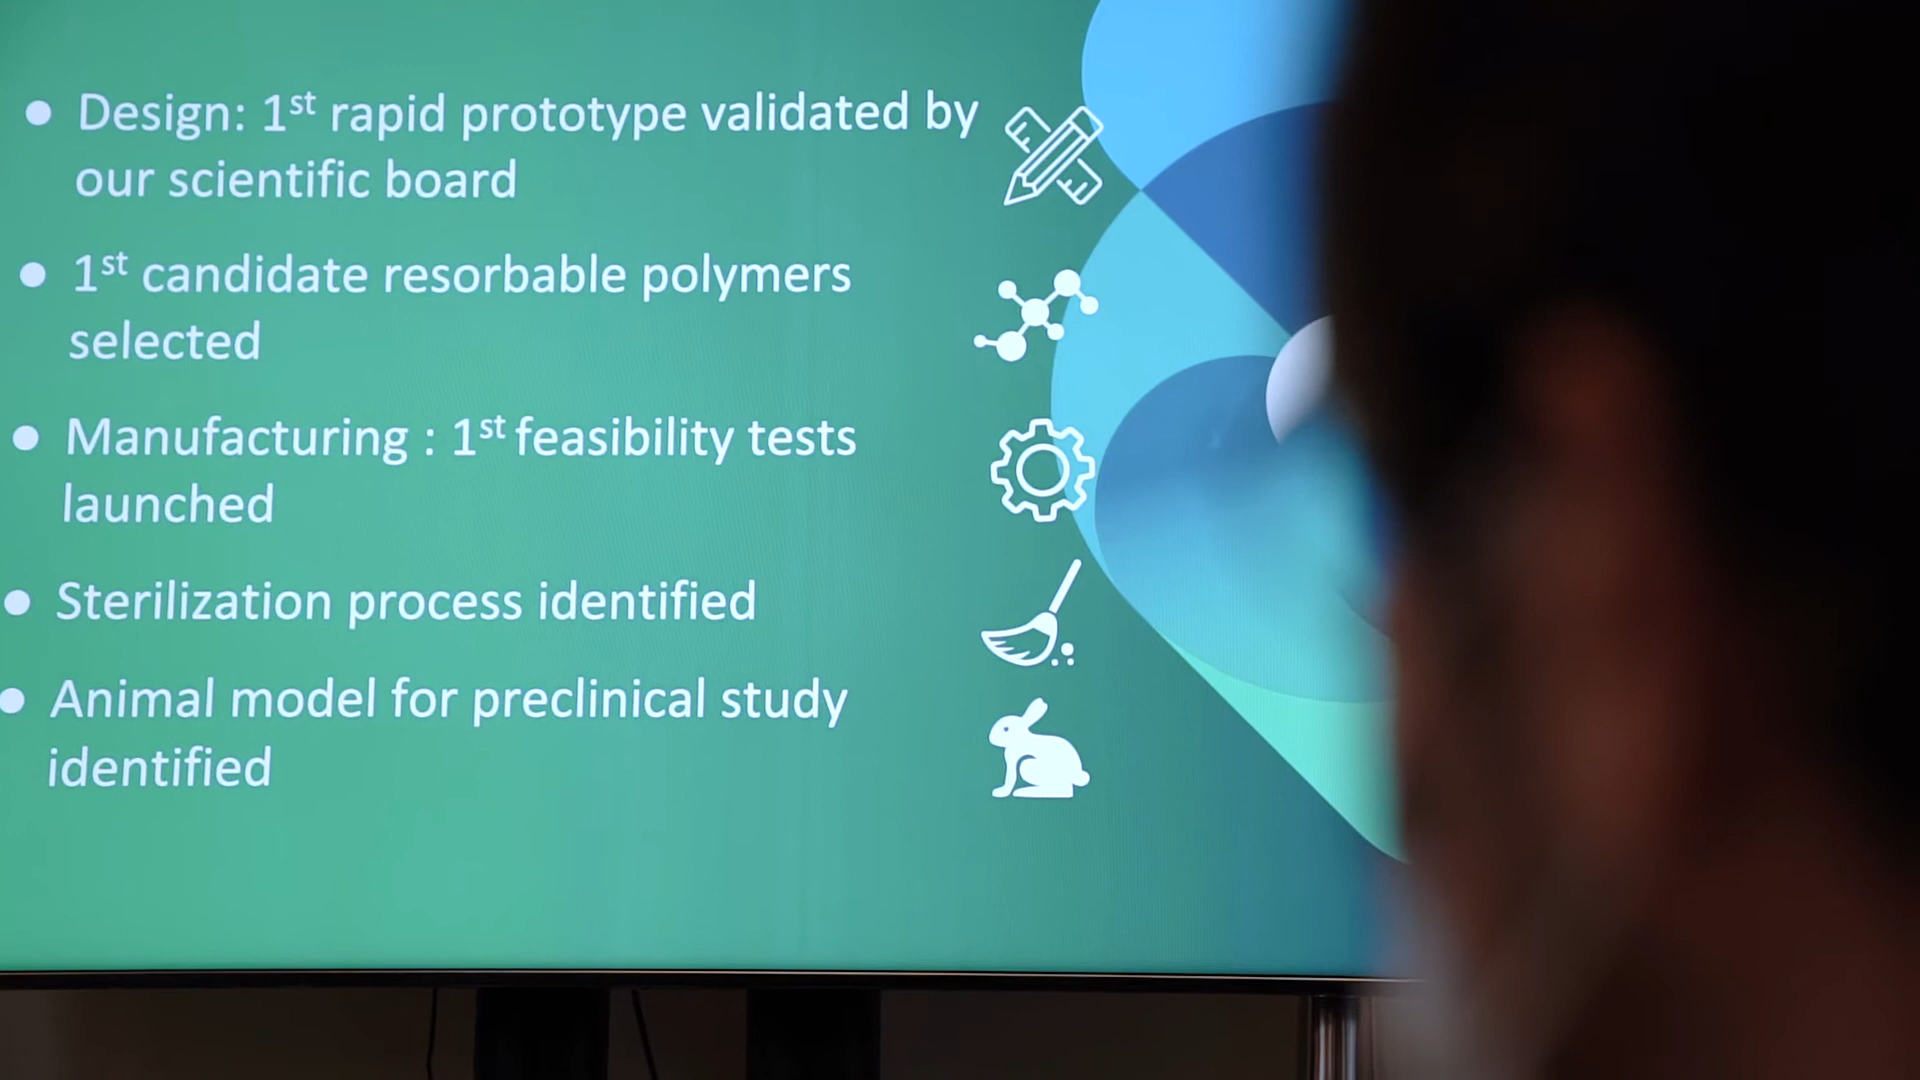 ● Design: 1st rapid prototype validated by
our scientific board
● 1st candidate resorbable polymers
selected
● Manufacturing : 1st feasibility tests
launched
● Sterilization process identified
● Animal model for preclinical study
identified